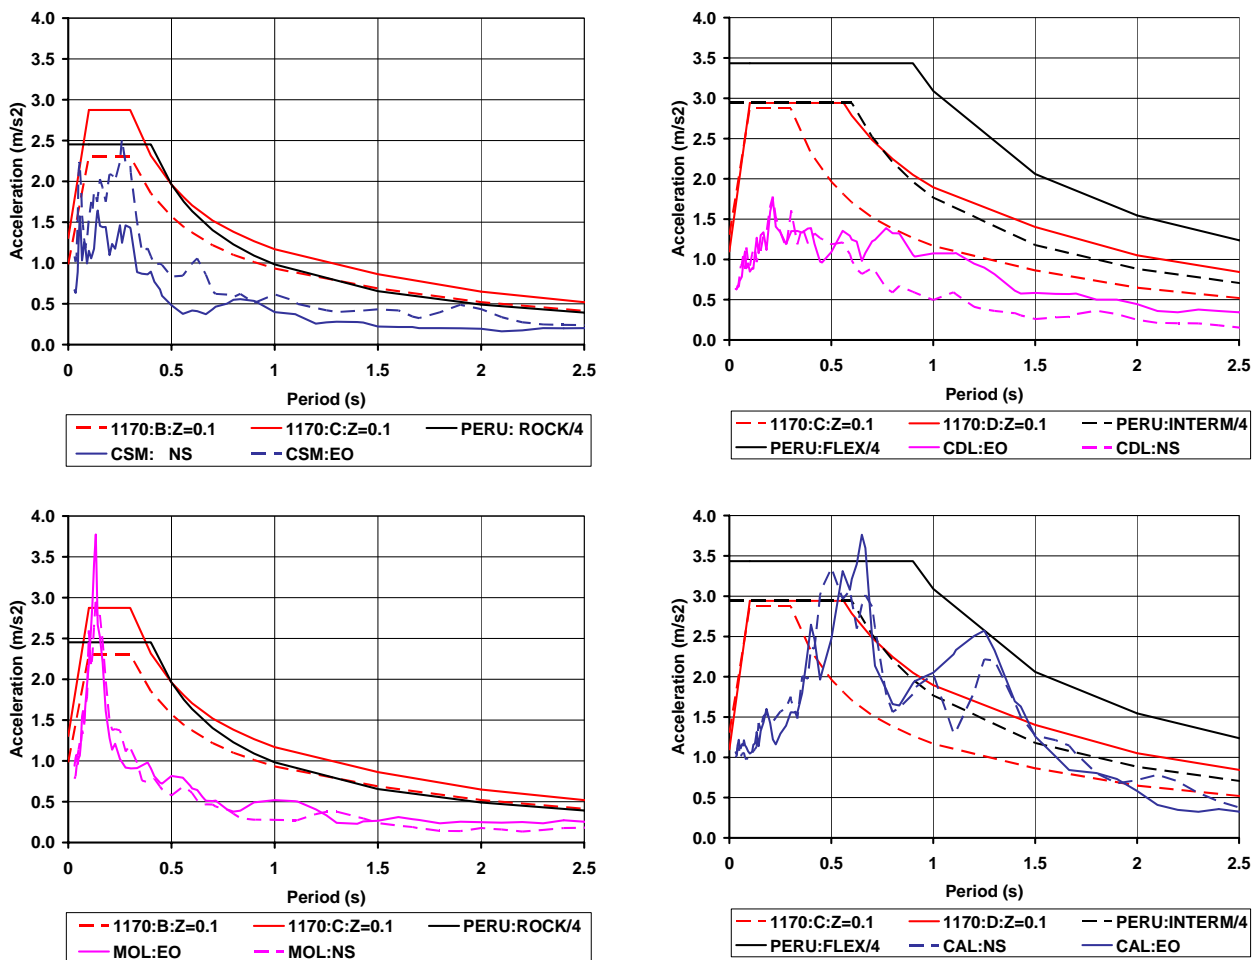 4.0
3.5
3.0
2.5
2.0
1.5
1.0
0.5
0.0
Acceleration (m/s2)
0 0.5 1 1.5 2 2.5
Period (s)
1170:B:Z=0.1 1170:C:Z=0.1 PERU: ROCK/4
CSM: NS CSM:EO
4.0
3.5
3.0
2.5
2.0
1.5
1.0
0.5
0.0
Acceleration (m/s2)
0 0.5 1 1.5 2 2.5
Period (s)
1170:C:Z=0.1 1170:D:Z=0.1 PERU:INTERM/4
PERU:FLEX/4 CDL:EO CDL:NS
4.0
3.5
3.0
2.5
2.0
1.5
1.0
0.5
0.0
Acceleration (m/s2)
0 0.5 1 1.5 2 2.5
Period (s)
1170:B:Z=0.1 1170:C:Z=0.1 PERU:ROCK/4
MOL:EO MOL:NS
4.0
3.5
3.0
2.5
2.0
1.5
1.0
0.5
0.0
Acceleration (m/s2)
0 0.5 1 1.5 2 2.5
Period (s)
1170:C:Z=0.1 1170:D:Z=0.1 PERU:INTERM/4
PERU:FLEX/4 CAL:NS CAL:EO